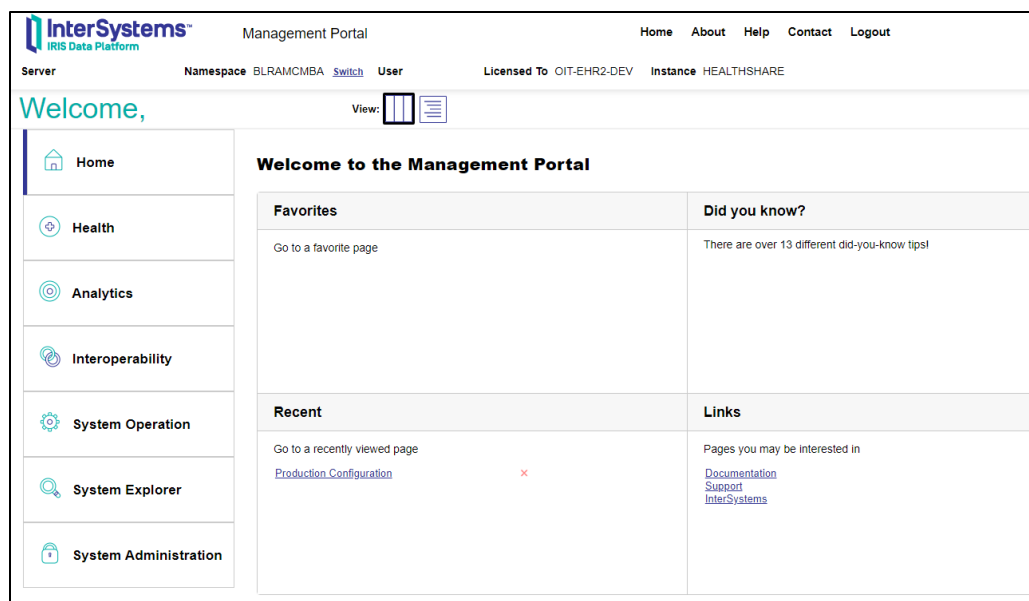 InterSystems™
IRIS Data Platform
Management Portal
Home About Help Contact Logout
Server Namespace BLRAMCMBA Switch User Licensed To OIT-EHR2-DEV Instance HEALTHSHARE
Welcome,
View:
Home
Health
Analytics
Interoperability
System Operation
System Explorer
System Administration
Welcome to the Management Portal
Favorites
Go to a favorite page
Did you know?
There are over 13 different did-you-know tips!
Recent
Go to a recently viewed page
Production Configuration
Links
Pages you may be interested in
Documentation
Support
InterSystems